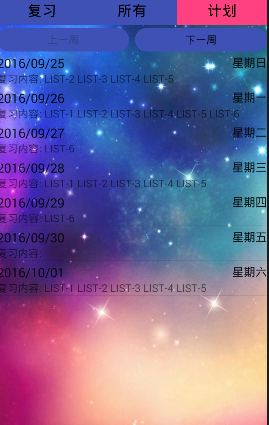 复习 所有 计划
上一周 下一周
2016/09/25 星期日
复习内容: LIST-2 LIST-3 LIST-4 LIST-5
2016/09/26 星期一
复习内容: LIST-1 LIST-2 LIST-3 LIST-4 LIST-5 LIST-6
2016/09/27 星期二
复习内容: LIST-6
2016/09/28 星期三
复习内容: LIST-1 LIST-2 LIST-3 LIST-4 LIST-5
2016/09/29 星期四
复习内容: LIST-6
2016/09/30 星期五
复习内容:
2016/10/01 星期六
复习内容: LIST-1 LIST-2 LIST-3 LIST-4 LIST-5